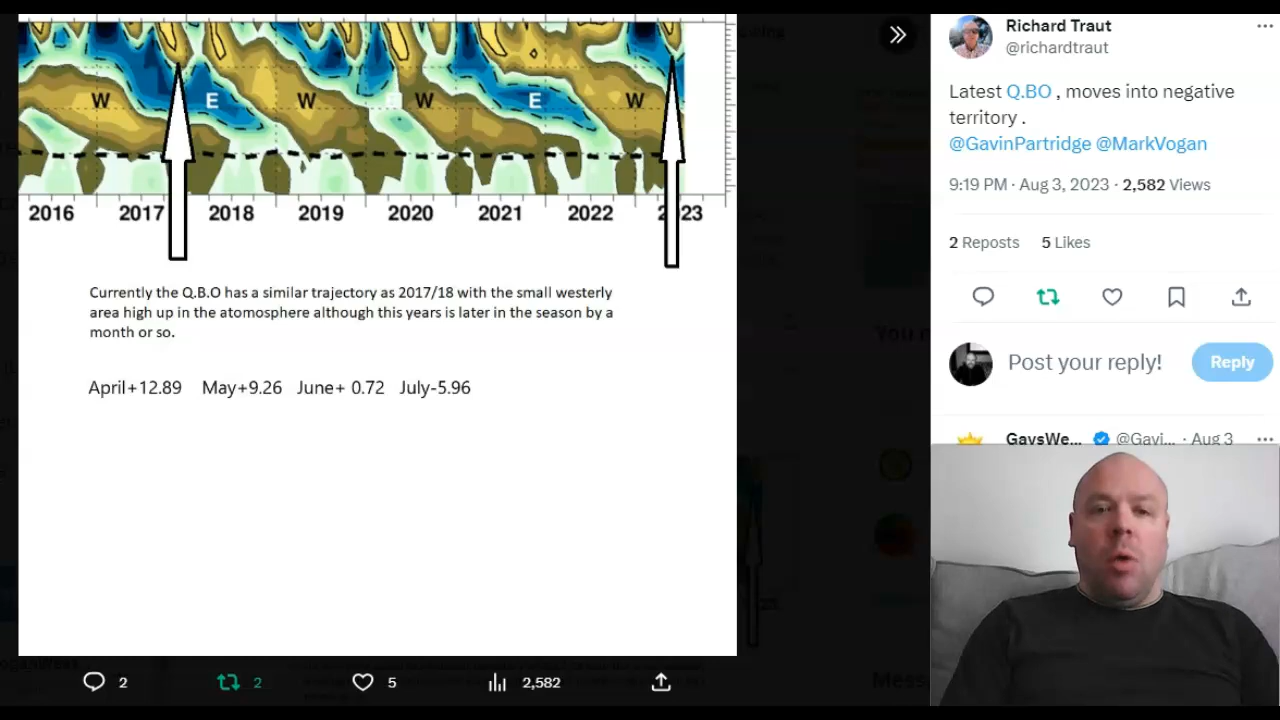 W
E
W
W
E
W
2016 2017 2018 2019 2020 2021 2022 2023
Currently the Q.B.O has a similar trajectory as 2017/18 with the small westerly
area high up in the atomosphere although this years is later in the season by a
month or so.
April+12.89 May+9.26 June+ 0.72 July-5.96
2
2
5
2,582
Richard Traut
@richardtraut
Latest Q.BO , moves into negative
territory .
@GavinPartridge @MarkVogan
9:19 PM · Aug 3, 2023 · 2,582 Views
2 Reposts 5 Likes
Post your reply!
Reply
GavsWe... @Gavi... · Aug 3